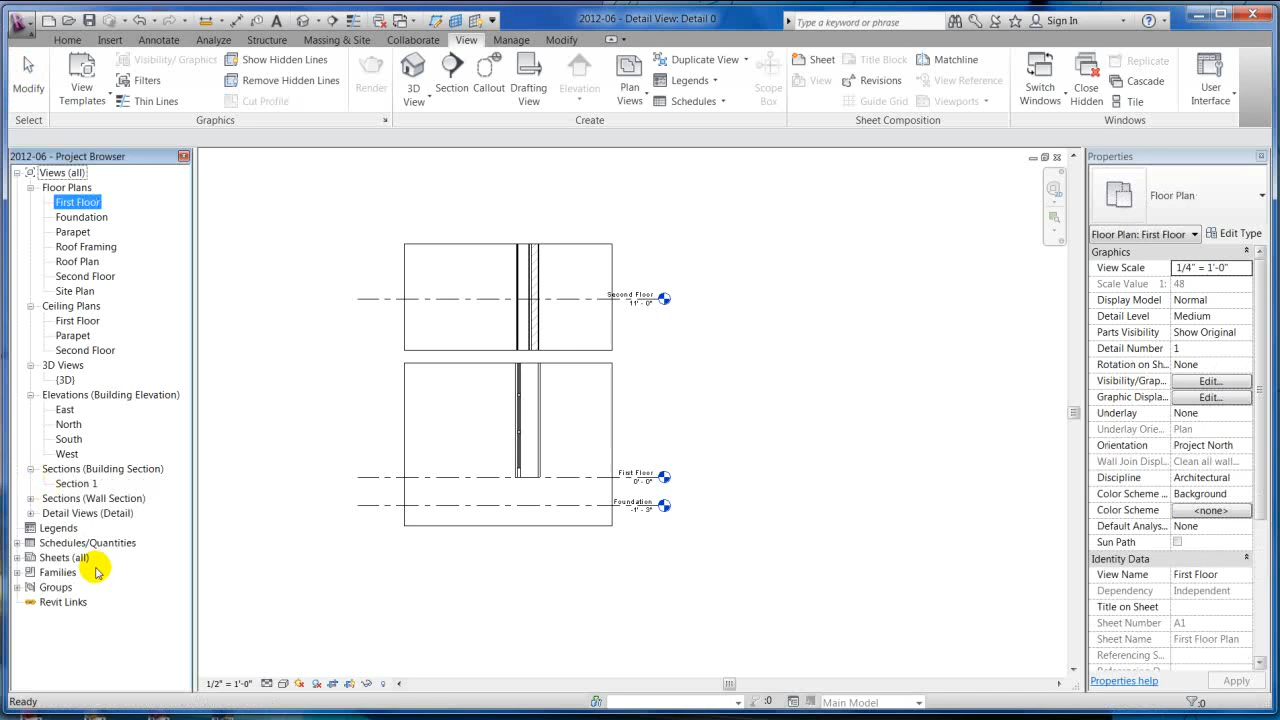 2012-06 - Detail View: Detail 0
Type a keyword or phrase
Sign In
Home
Insert
Annotate
Analyze
Structure
Massing & Site
Collaborate
View
Manage
Modify
Modify
View Templates
Visibility/ Graphics
Filters
Thin Lines
Show Hidden Lines
Remove Hidden Lines
Cut Profile
Render
3D View
Section
Callout
Drafting View
Elevation
Plan Views
Duplicate View
Legends
Schedules
Scope Box
Sheet
View
Title Block
Revisions
Guide Grid
Matchline
View Reference
Viewports
Switch Windows
Close Hidden
Replicate
Cascade
Tile
User Interface
Select
Graphics
Create
Sheet Composition
Windows
2012-06 - Project Browser
Views (all)
Floor Plans
First Floor
Foundation
Parapet
Roof Framing
Roof Plan
Second Floor
Site Plan
Ceiling Plans
First Floor
Parapet
Second Floor
3D Views
{3D}
Elevations (Building Elevation)
East
North
South
West
Sections (Building Section)
Section 1
Sections (Wall Section)
Detail Views (Detail)
Legends
Schedules/Quantities
Sheets (all)
Families
Groups
Revit Links
Second Floor
11' - 0"
First Floor
0' - 0"
Foundation
-1' - 3"
1/2" = 1'-0"
Properties
Floor Plan
Floor Plan: First Floor
Edit Type
Graphics
View Scale 1/4" = 1'-0"
Scale Value 1: 48
Display Model Normal
Detail Level Medium
Parts Visibility Show Original
Detail Number 1
Rotation on Sh... None
Visibility/Grap... Edit...
Graphic Displa... Edit...
Underlay None
Underlay Orie... Plan
Orientation Project North
Wall Join Displ... Clean all wall...
Discipline Architectural
Color Scheme ... Background
Color Scheme <none>
Default Analys... None
Sun Path
Identity Data
View Name First Floor
Dependency Independent
Title on Sheet
Sheet Number A1
Sheet Name First Floor Plan
Referencing S...
Properties help
Apply
Ready
:0
Main Model
:0